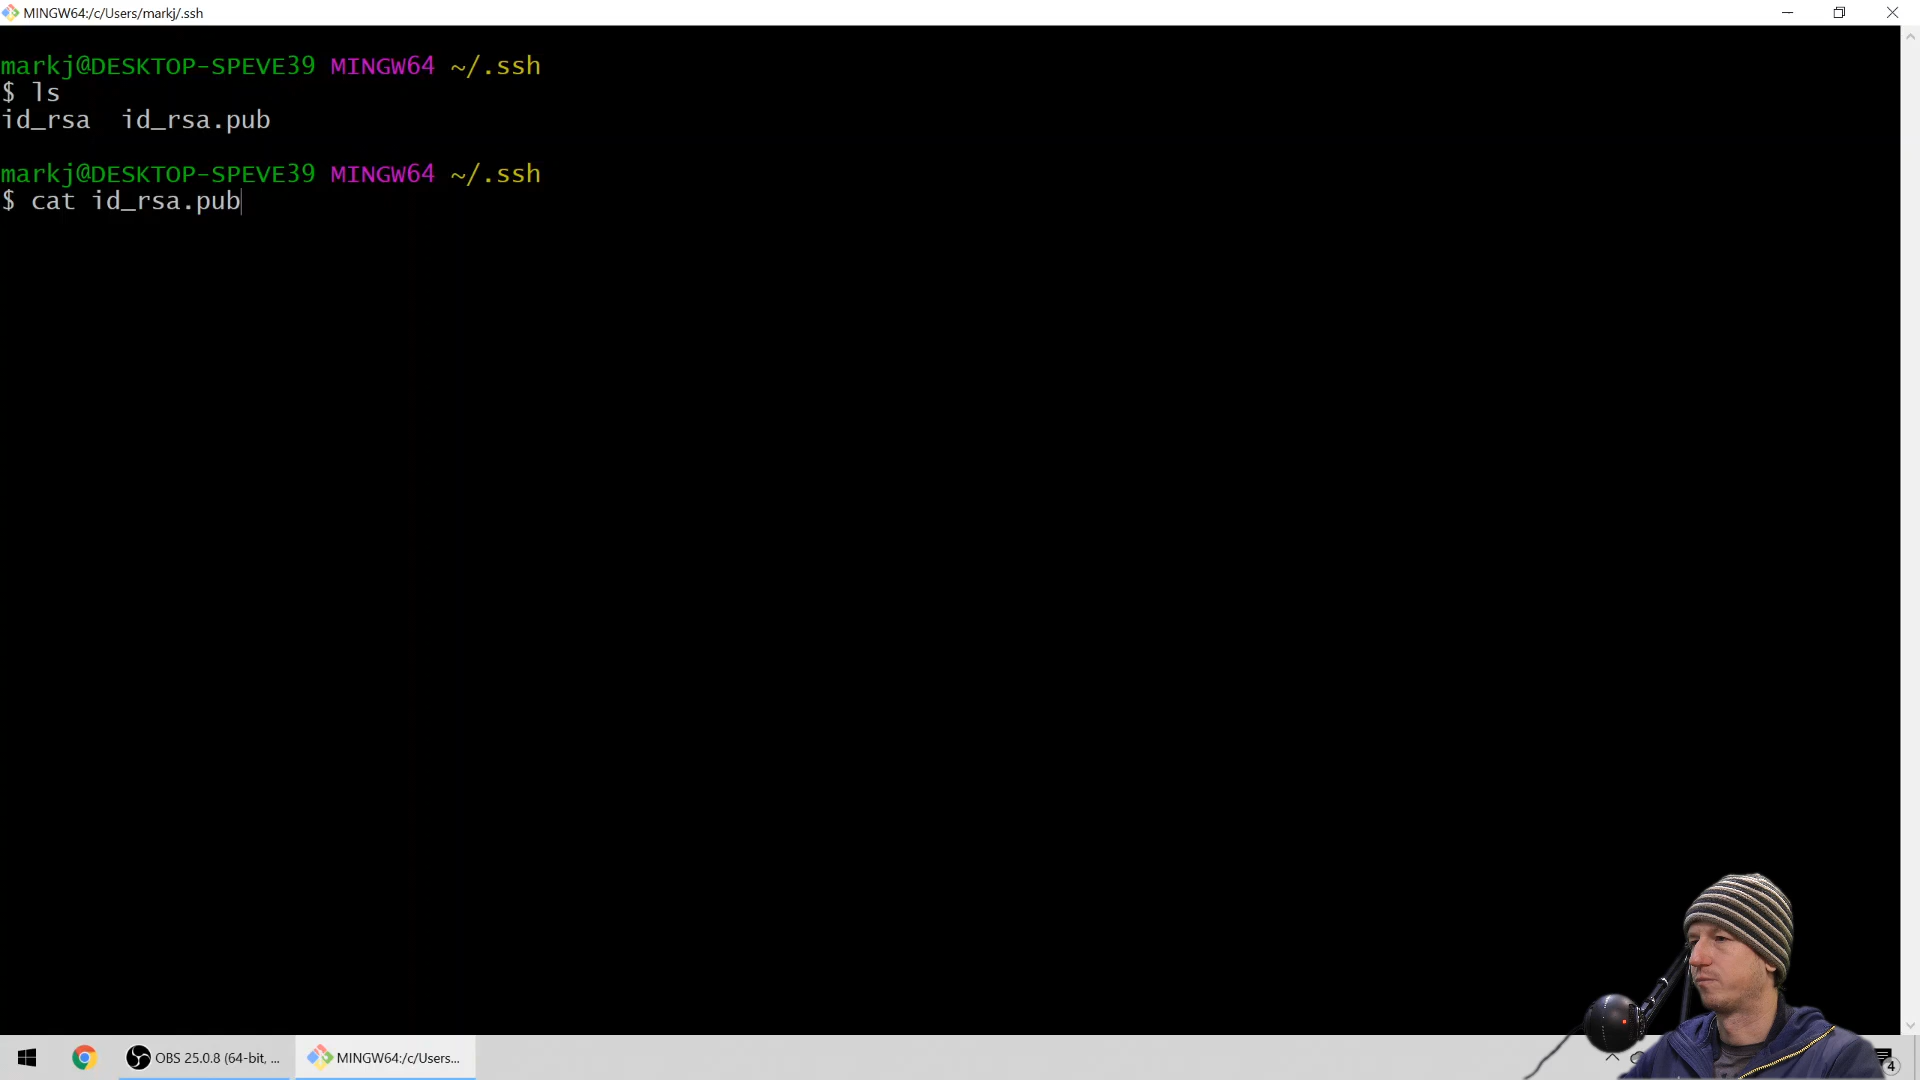 MINGW64:/c/Users/markj/.ssh
markj@DESKTOP-SPEVE39 MINGW64 ~/.ssh
$ ls
id_rsa  id_rsa.pub
markj@DESKTOP-SPEVE39 MINGW64 ~/.ssh
$ cat id_rsa.pub
OBS 25.0.8 (64-bit, ...
MINGW64:/c/Users...
4